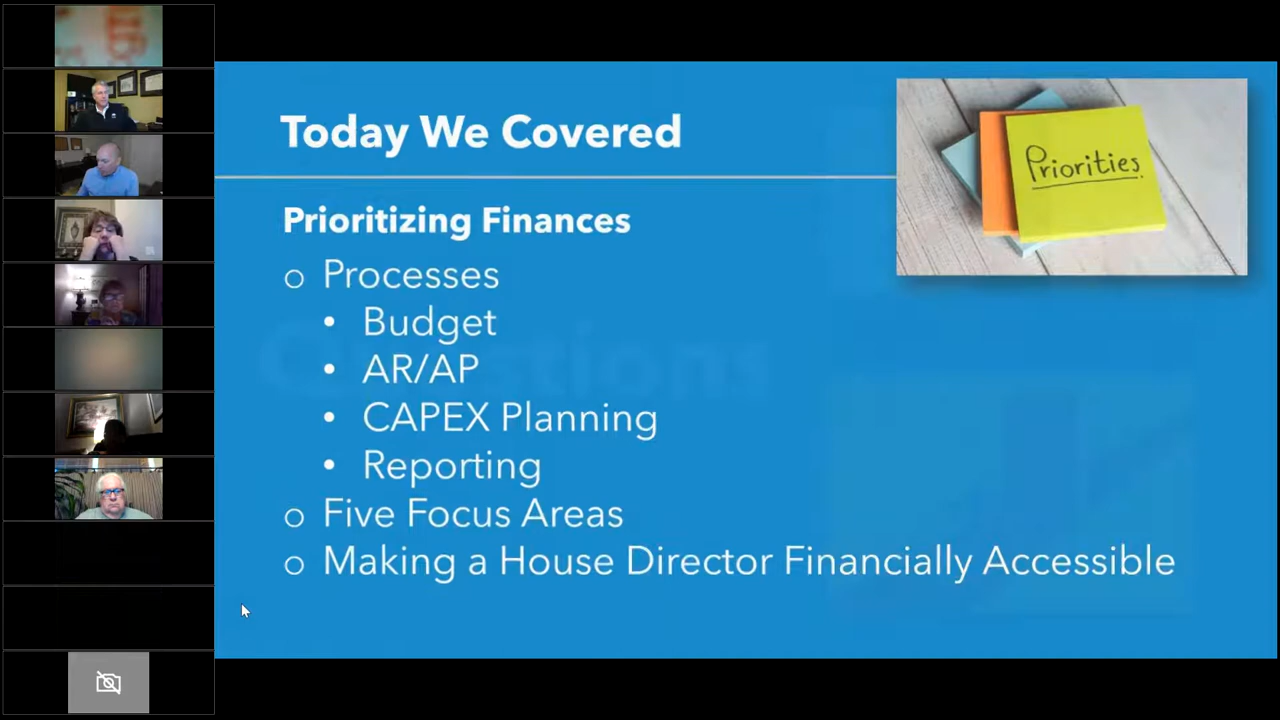 Today We Covered
Priorities
Prioritizing Finances
o Processes
• Budget
• AR/AP
• CAPEX Planning
• Reporting
o Five Focus Areas
o Making a House Director Financially Accessible
Questions